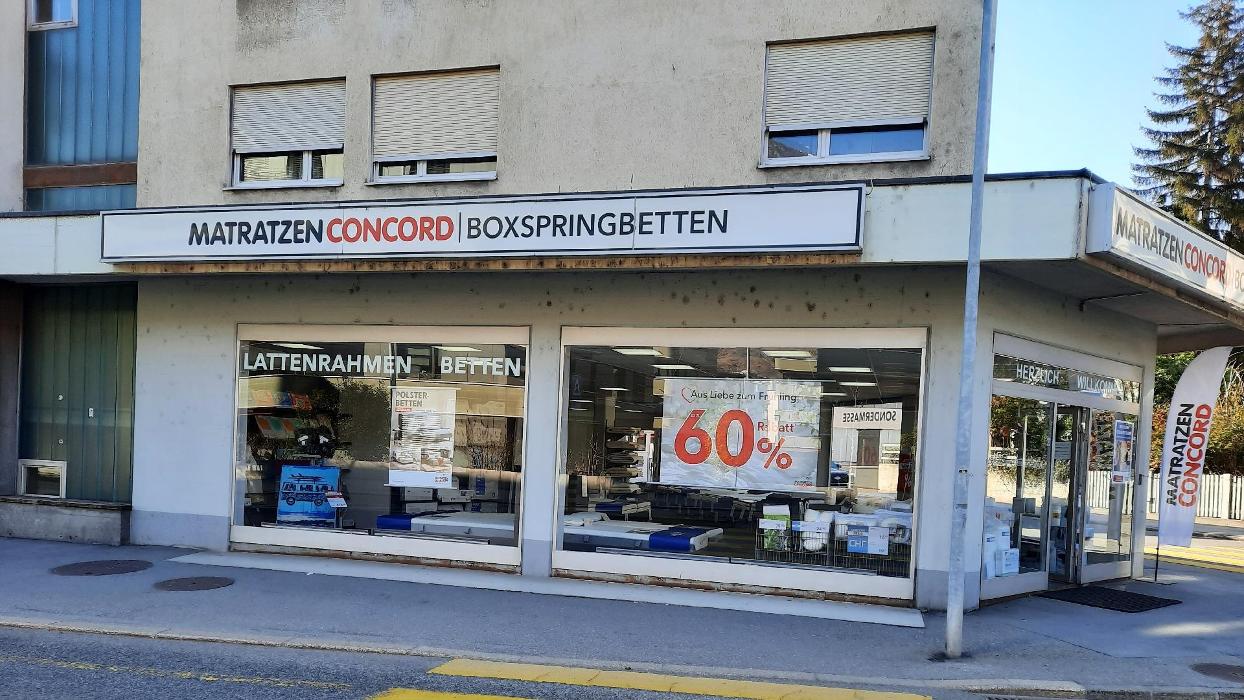 MATRATZEN CONCORD | BOXSPRINGBETTEN
MATRATZEN CONCORD
LATTENRAHMEN BETTEN
POLSTER
BETTEN
Aus Liebe zum Frühling:
60%
Rabatt
SONDERMASSE
CHF
HERZLICH WILLKOMMEN
MATRATZEN
CONCORD